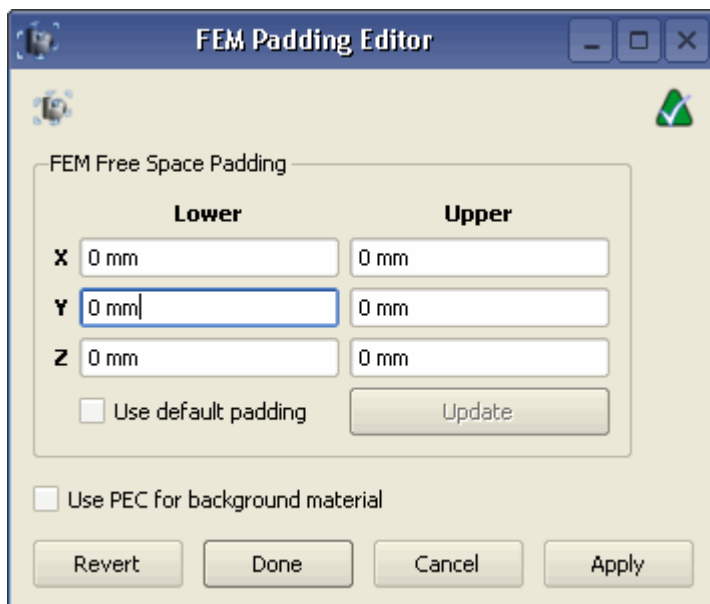 FEM Padding Editor
FEM Free Space Padding
Lower Upper
X 0 mm 0 mm
Y 0 mm 0 mm
Z 0 mm 0 mm
Use default padding Update
Use PEC for background material
Revert Done Cancel Apply